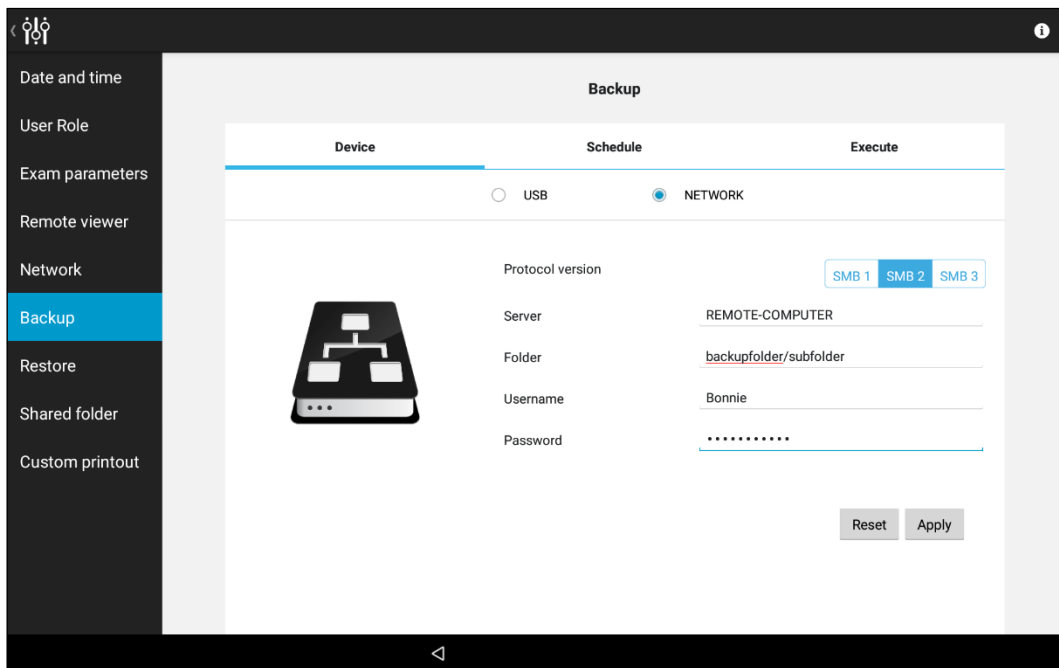 Date and time
User Role
Exam parameters
Remote viewer
Network
Backup
Restore
Shared folder
Custom printout
Backup
Device Schedule Execute
USB NETWORK
Protocol version SMB 1 SMB 2 SMB 3
Server REMOTE-COMPUTER
Folder backupfolder/subfolder
Username Bonnie
Password •••••••••••
Reset Apply